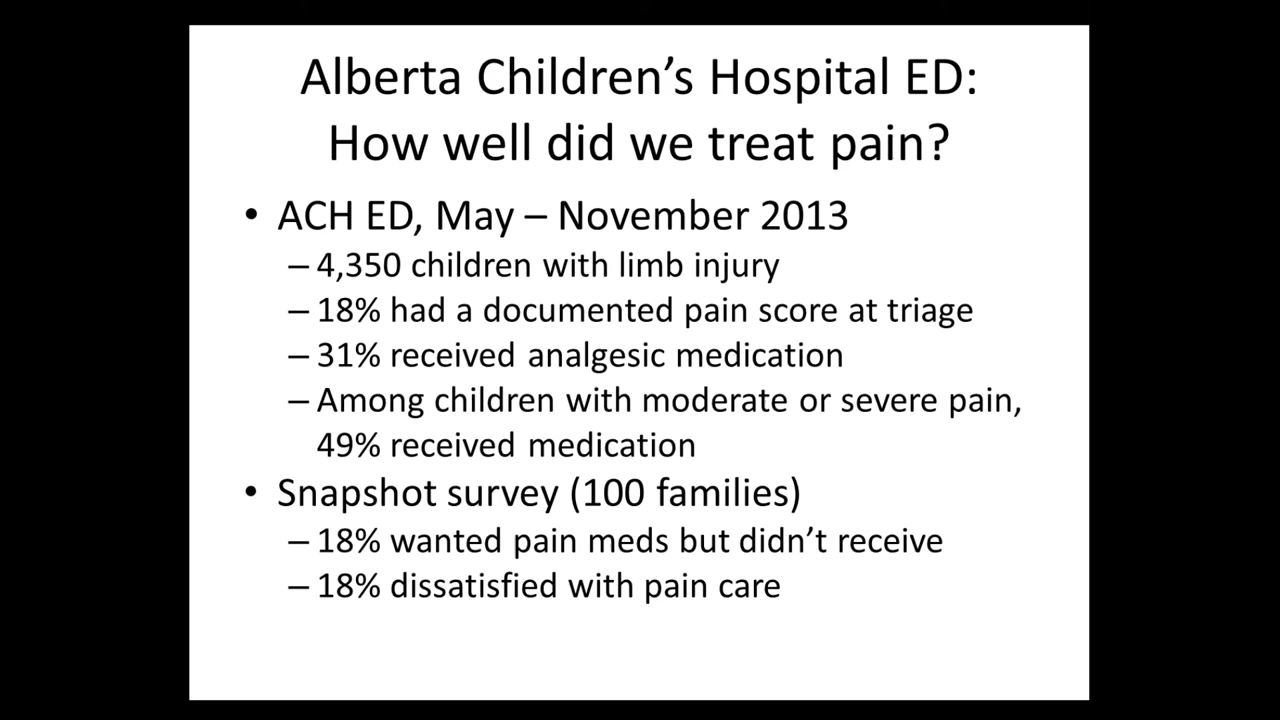 Alberta Children’s Hospital ED:
How well did we treat pain?
• ACH ED, May – November 2013
– 4,350 children with limb injury
– 18% had a documented pain score at triage
– 31% received analgesic medication
– Among children with moderate or severe pain,
49% received medication
• Snapshot survey (100 families)
– 18% wanted pain meds but didn’t receive
– 18% dissatisfied with pain care